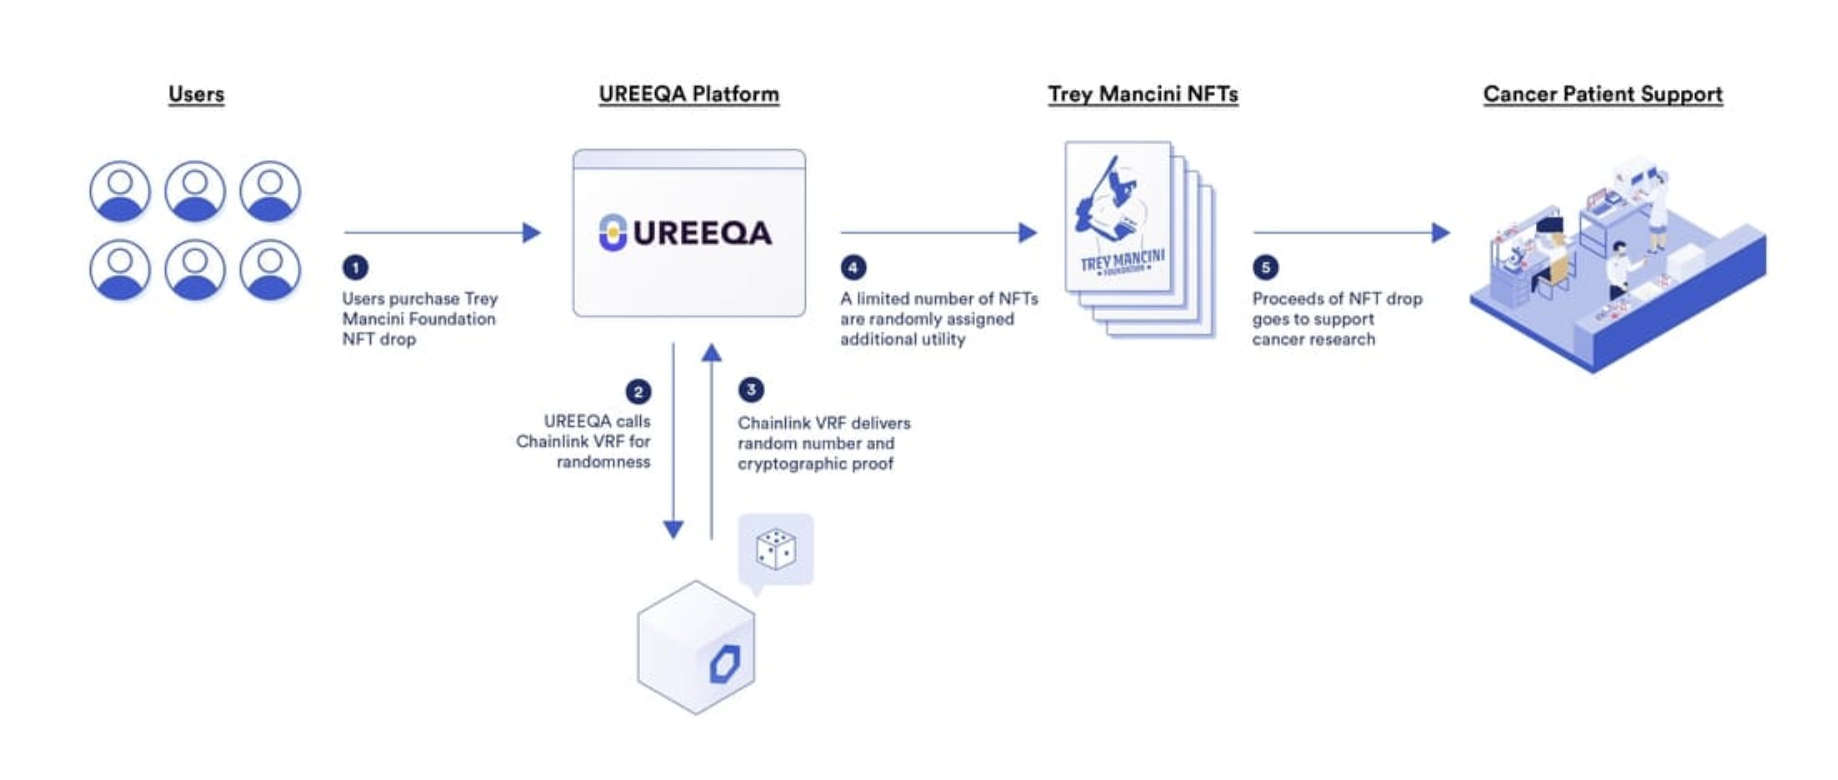 Users
UREEQA Platform
Trey Mancini NFTs
Cancer Patient Support
UREEQA
TREY MANCINI
FOUNDATION
1
Users purchase Trey
Mancini Foundation
NFT drop
4
A limited number of NFTs
are randomly assigned
additional utility
5
Proceeds of NFT drop
goes to support
cancer research
2
UREEQA calls
Chainlink VRF for
randomness
3
Chainlink VRF delivers
random number and
cryptographic proof